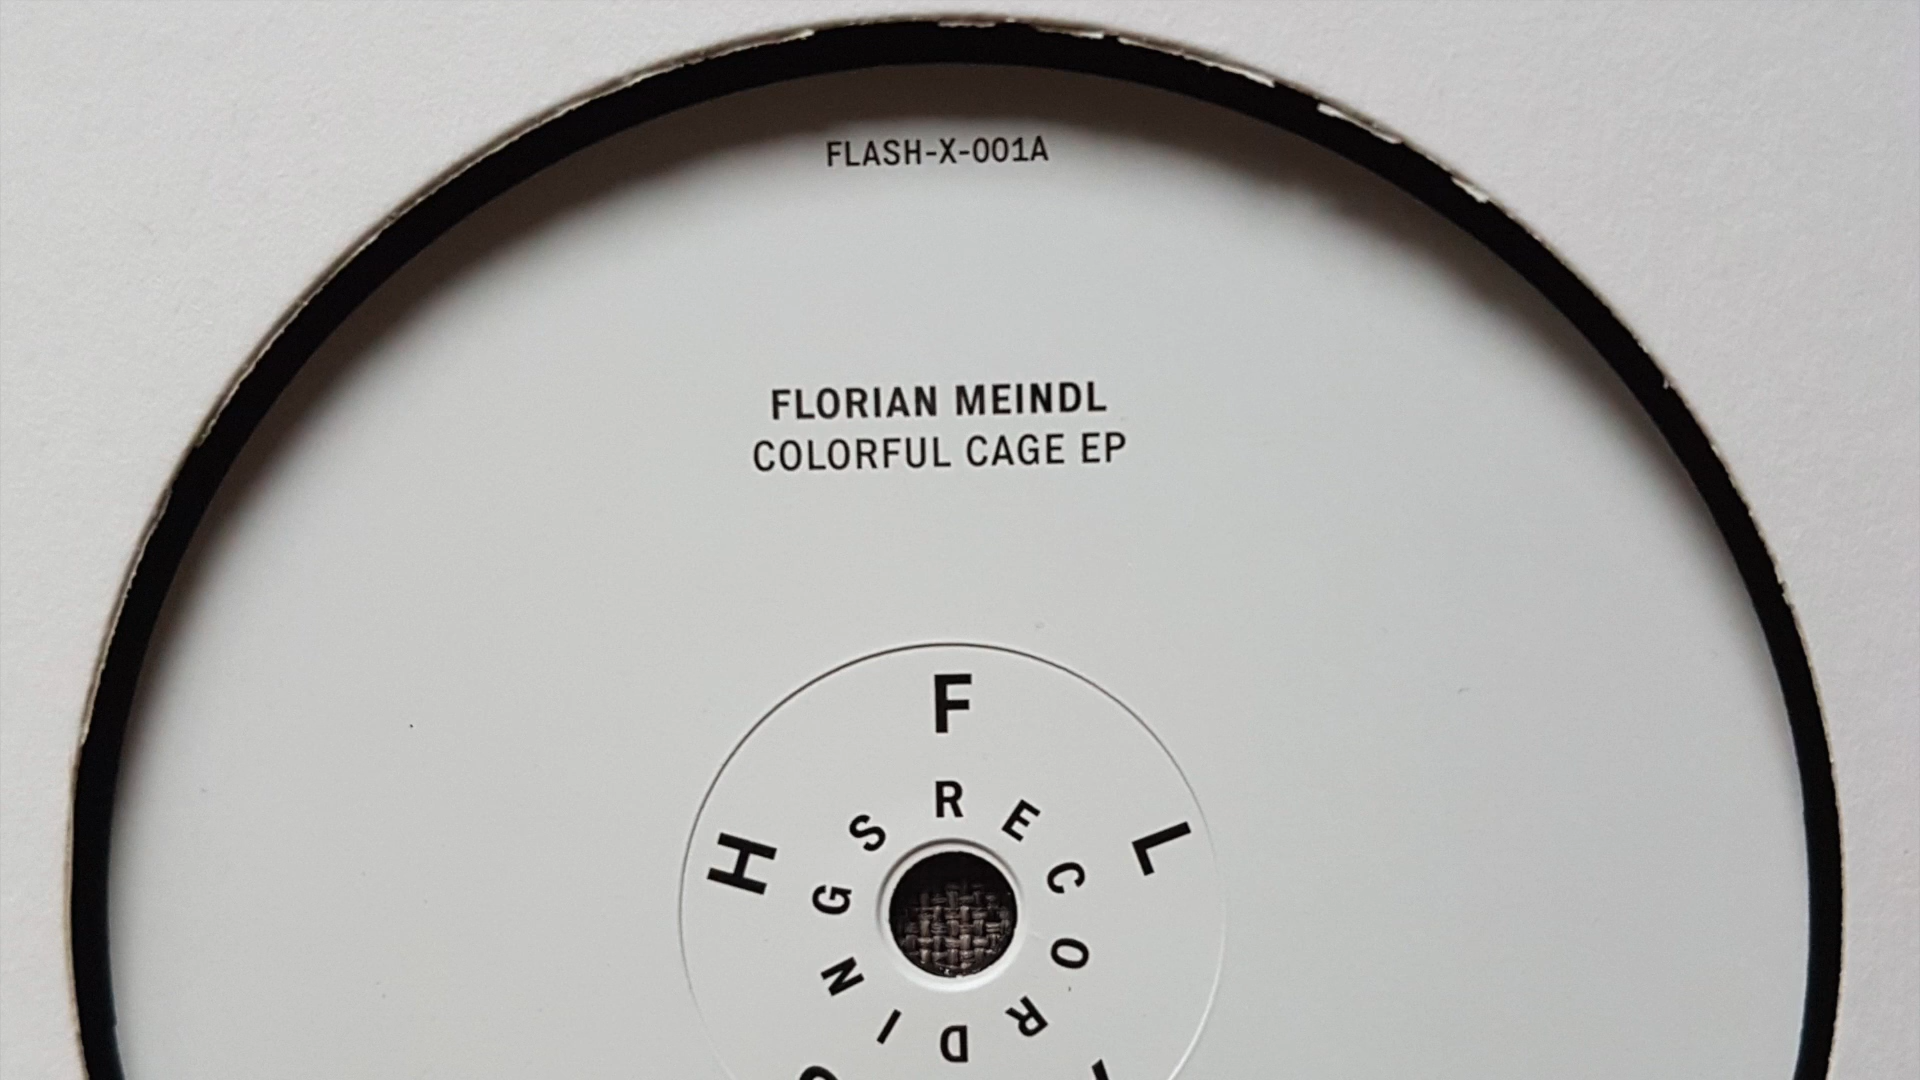 FLASH-X-001A
FLORIAN MEINDL
COLORFUL CAGE EP
F L H
RECORDINGS